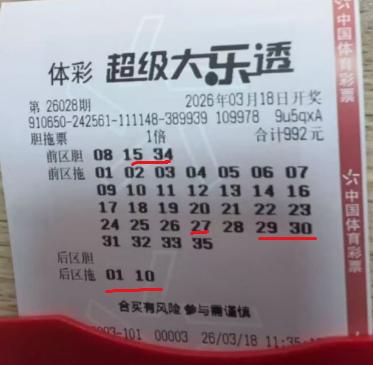 体彩 超级大乐透
第 26028期
2026年03月18日开奖
910650-242561-111148-389939 109978 9u5qxA
胆拖票 1倍 合计992元
前区胆 08 15 34
前区拖 01 02 03 04 05 06 07
09 10 11 12 13 14 16
17 18 19 20 21 22 23
24 25 26 27 28 29 30
31 32 33 35
后区胆
后区拖 01 10
合买有风险 参与需谨慎
003-101 00003 26/03/18 11:35
中国体育彩票
中国体育彩票